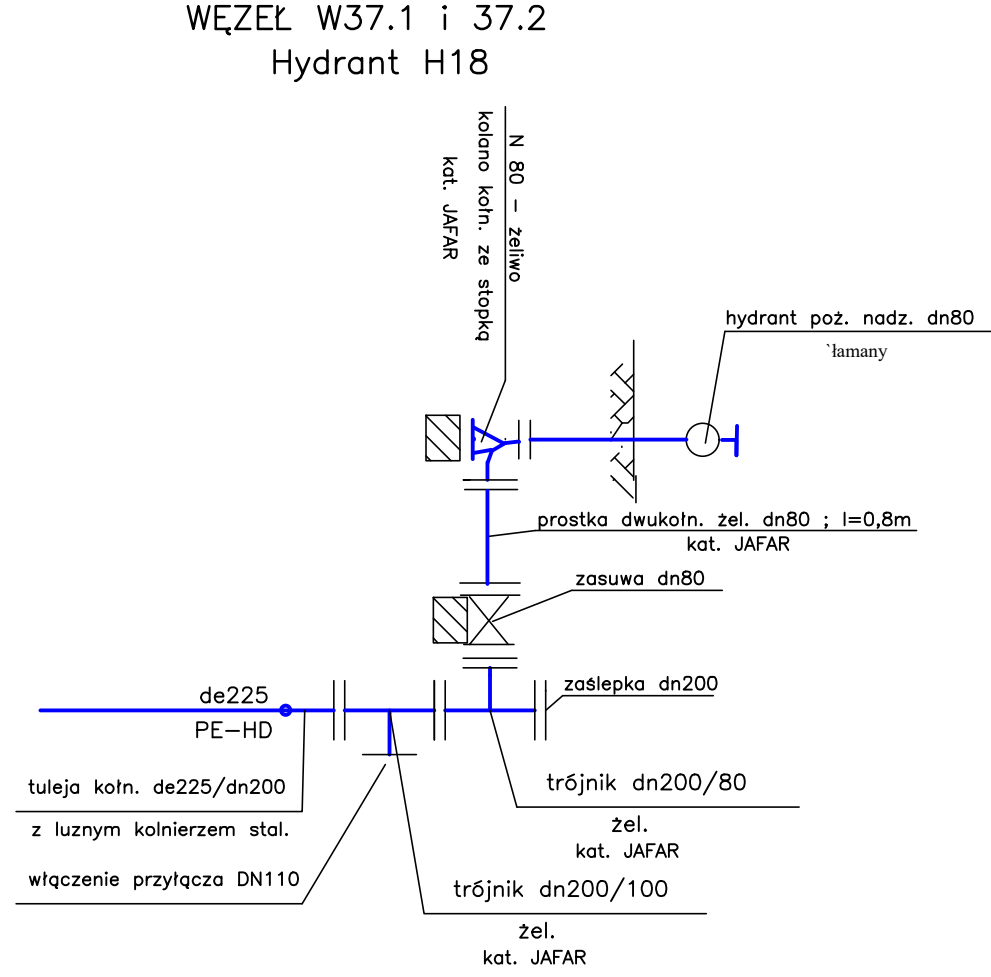 WĘZEŁ W37.1 i 37.2
Hydrant H18
N 80 - żeliwo
kolano kołn. ze stopką
kat. JAFAR
hydrant poż. nadz. dn80
`łamany
prostka dwukołn. żel. dn80 ; l=0,8m
kat. JAFAR
zasuwa dn80
zaślepka dn200
de225
PE-HD
tuleja kołn. de225/dn200
z luznym kolnierzem stal.
trójnik dn200/80
żel.
kat. JAFAR
włączenie przyłącza DN110
trójnik dn200/100
żel.
kat. JAFAR